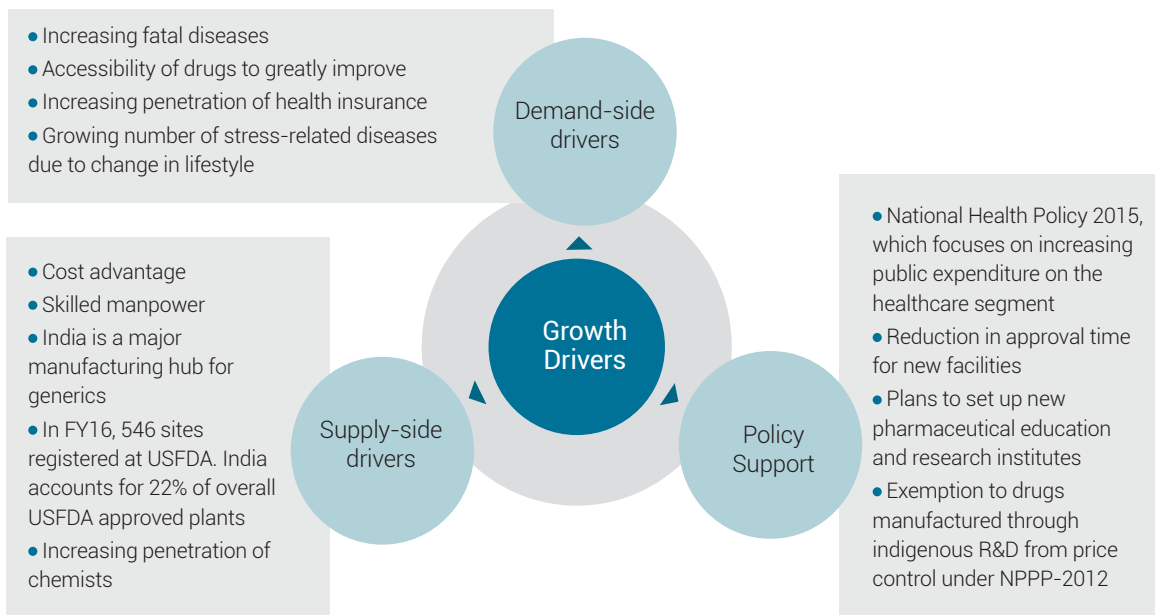 • Increasing fatal diseases
• Accessibility of drugs to greatly improve
• Increasing penetration of health insurance
• Growing number of stress-related diseases
due to change in lifestyle
Demand-side
drivers
• Cost advantage
• Skilled manpower
• India is a major
manufacturing hub for
generics
• In FY16, 546 sites
registered at USFDA. India
accounts for 22% of overall
USFDA approved plants
• Increasing penetration of
chemists
Supply-side
drivers
Growth
Drivers
Policy
Support
• National Health Policy 2015,
which focuses on increasing
public expenditure on the
healthcare segment
• Reduction in approval time
for new facilities
• Plans to set up new
pharmaceutical education
and research institutes
• Exemption to drugs
manufactured through
indigenous R&D from price
control under NPPP-2012